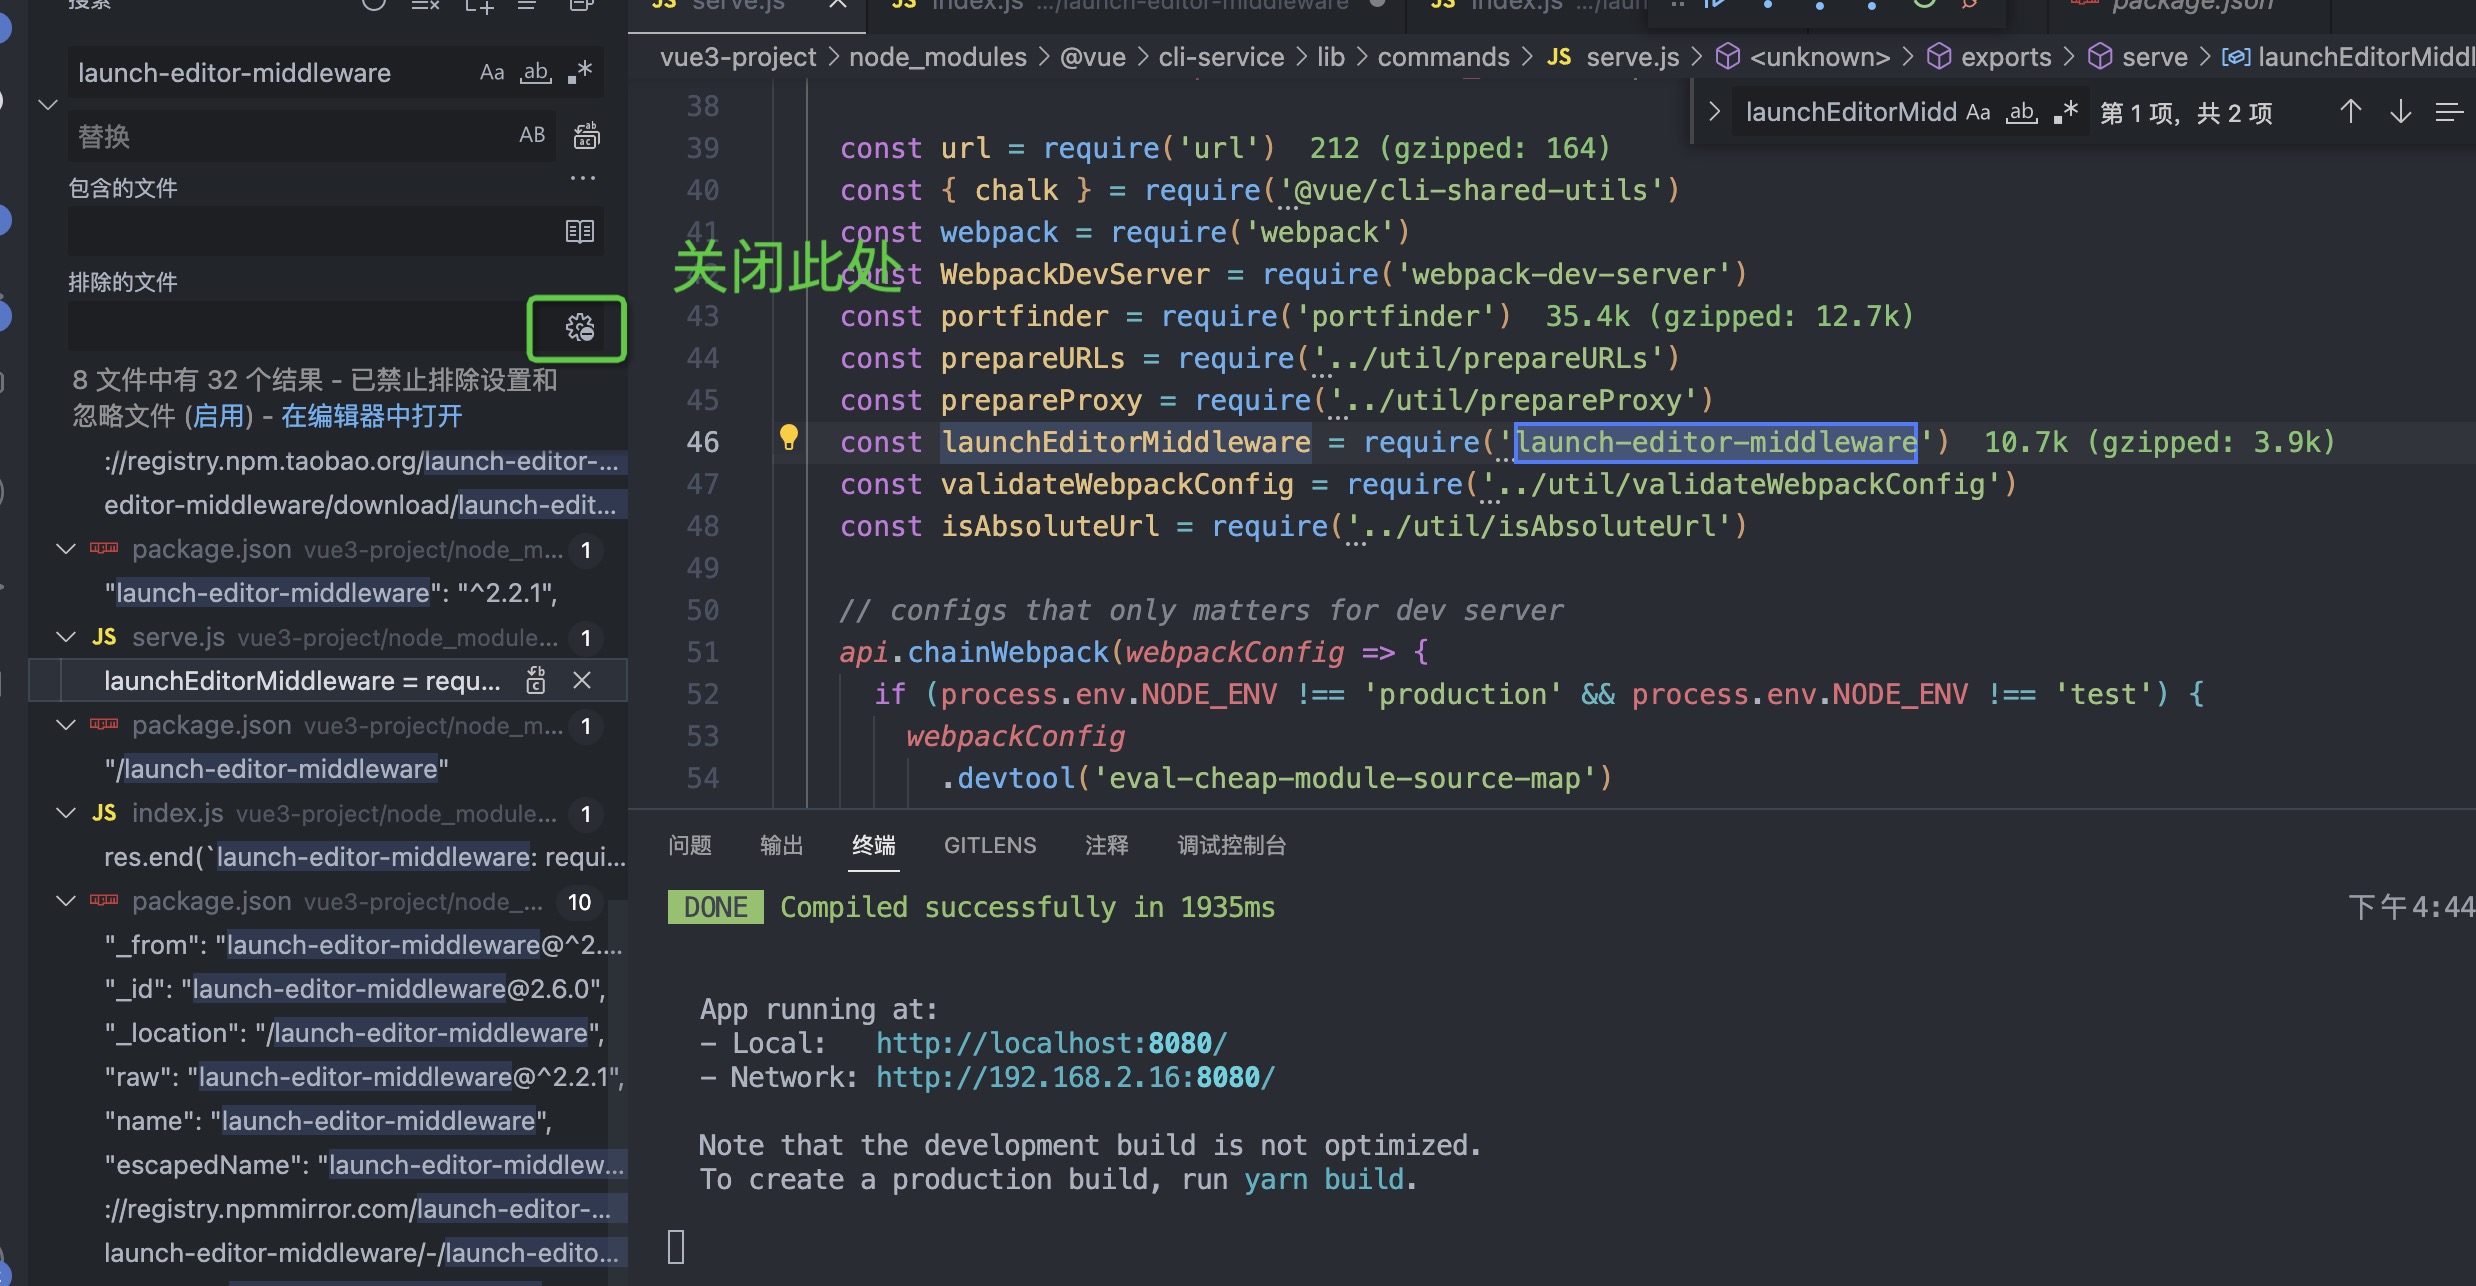 搜索
launch-editor-middleware Aa ab
替换 AB
包含的文件 ...
排除的文件
8 文件中有 32 个结果 - 已禁止排除设置和
忽略文件 (启用) - 在编辑器中打开
://registry.npm.taobao.org/launch-editor-...
editor-middleware/download/launch-edit...
package.json vue3-project/node_m... 1
"launch-editor-middleware": "^2.2.1",
JS serve.js vue3-project/node_module... 1
launchEditorMiddleware = requ...
package.json vue3-project/node_m... 1
"/launch-editor-middleware"
JS index.js vue3-project/node_module... 1
res.end(`launch-editor-middleware: requi...
package.json vue3-project/node_... 10
"_from": "launch-editor-middleware@^2....
"_id": "launch-editor-middleware@2.6.0",
"_location": "/launch-editor-middleware",
"raw": "launch-editor-middleware@^2.2.1",
"name": "launch-editor-middleware",
"escapedName": "launch-editor-middlew...
://registry.npmmirror.com/launch-editor-...
launch-editor-middleware/-/launch-edito...
关闭此处
JS serve.js JS index.js .../launch-editor-middleware JS index.js .../laun package.json
vue3-project > node_modules > @vue > cli-service > lib > commands > JS serve.js > <unknown> > exports > serve > launchEditorMiddl
launchEditorMidd Aa ab 第 1 项, 共 2 项
38
39 const url = require('url') 212 (gzipped: 164)
40 const { chalk } = require('@vue/cli-shared-utils')
41 const webpack = require('webpack')
42 const WebpackDevServer = require('webpack-dev-server')
43 const portfinder = require('portfinder') 35.4k (gzipped: 12.7k)
44 const prepareURLs = require('../util/prepareURLs')
45 const prepareProxy = require('../util/prepareProxy')
46 const launchEditorMiddleware = require('launch-editor-middleware') 10.7k (gzipped: 3.9k)
47 const validateWebpackConfig = require('../util/validateWebpackConfig')
48 const isAbsoluteUrl = require('../util/isAbsoluteUrl')
49
50 // configs that only matters for dev server
51 api.chainWebpack(webpackConfig => {
52 if (process.env.NODE_ENV !== 'production' && process.env.NODE_ENV !== 'test') {
53 webpackConfig
54 .devtool('eval-cheap-module-source-map')
问题 输出 终端 GITLENS 注释 调试控制台
DONE Compiled successfully in 1935ms 下午4:44
App running at:
- Local: http://localhost:8080/
- Network: http://192.168.2.16:8080/
Note that the development build is not optimized.
To create a production build, run yarn build.